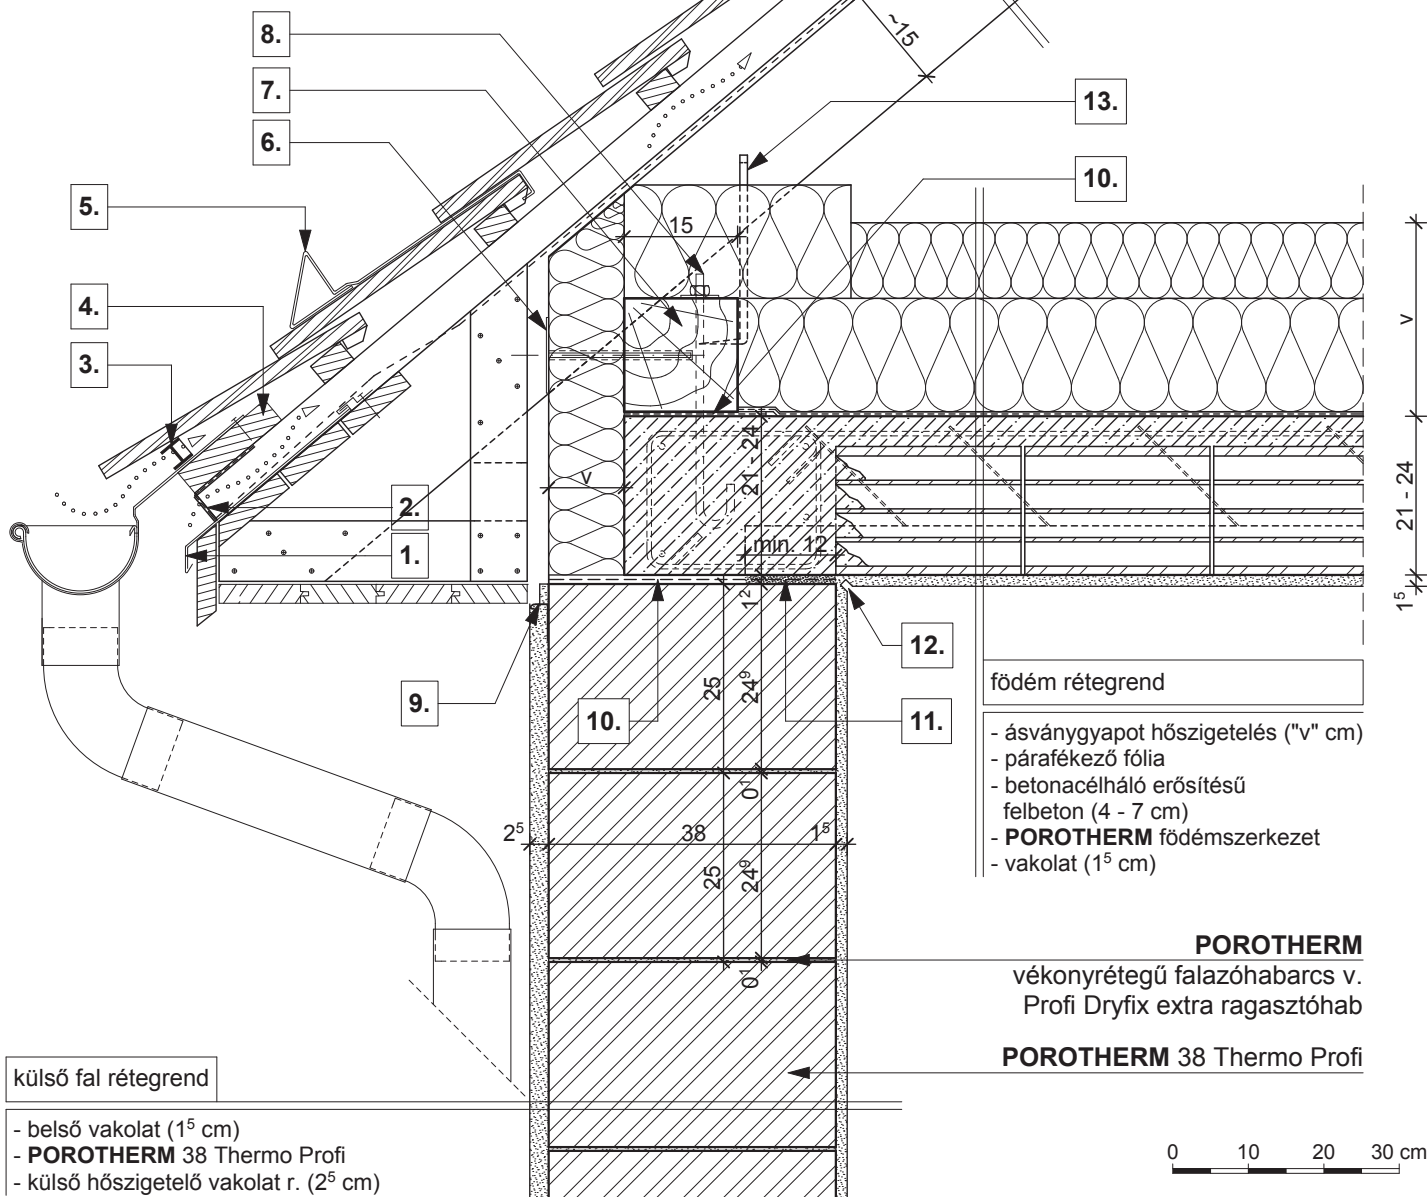 8.
~15
7.
13.
6.
10.
5.
15
4.
v
3.
21 - 24
v
2.
21 - 24
min. 12
1.
1²
1⁵
12.
födém rétegrend
25
24⁹
9.
10.
11.
- ásványgyapot hőszigetelés ("v" cm)
- párafékező fólia
- betonacélháló erősítésű
felbeton (4 - 7 cm)
- POROTHERM födémszerkezet
- vakolat (1⁵ cm)
0¹
2⁵
38
1⁵
25
24⁹
POROTHERM
vékonyrétegű falazóhabarcs v.
Profi Dryfix extra ragasztóhab
0¹
POROTHERM 38 Thermo Profi
külső fal rétegrend
- belső vakolat (1⁵ cm)
- POROTHERM 38 Thermo Profi
- külső hőszigetelő vakolat r. (2⁵ cm)
0 10 20 30 cm